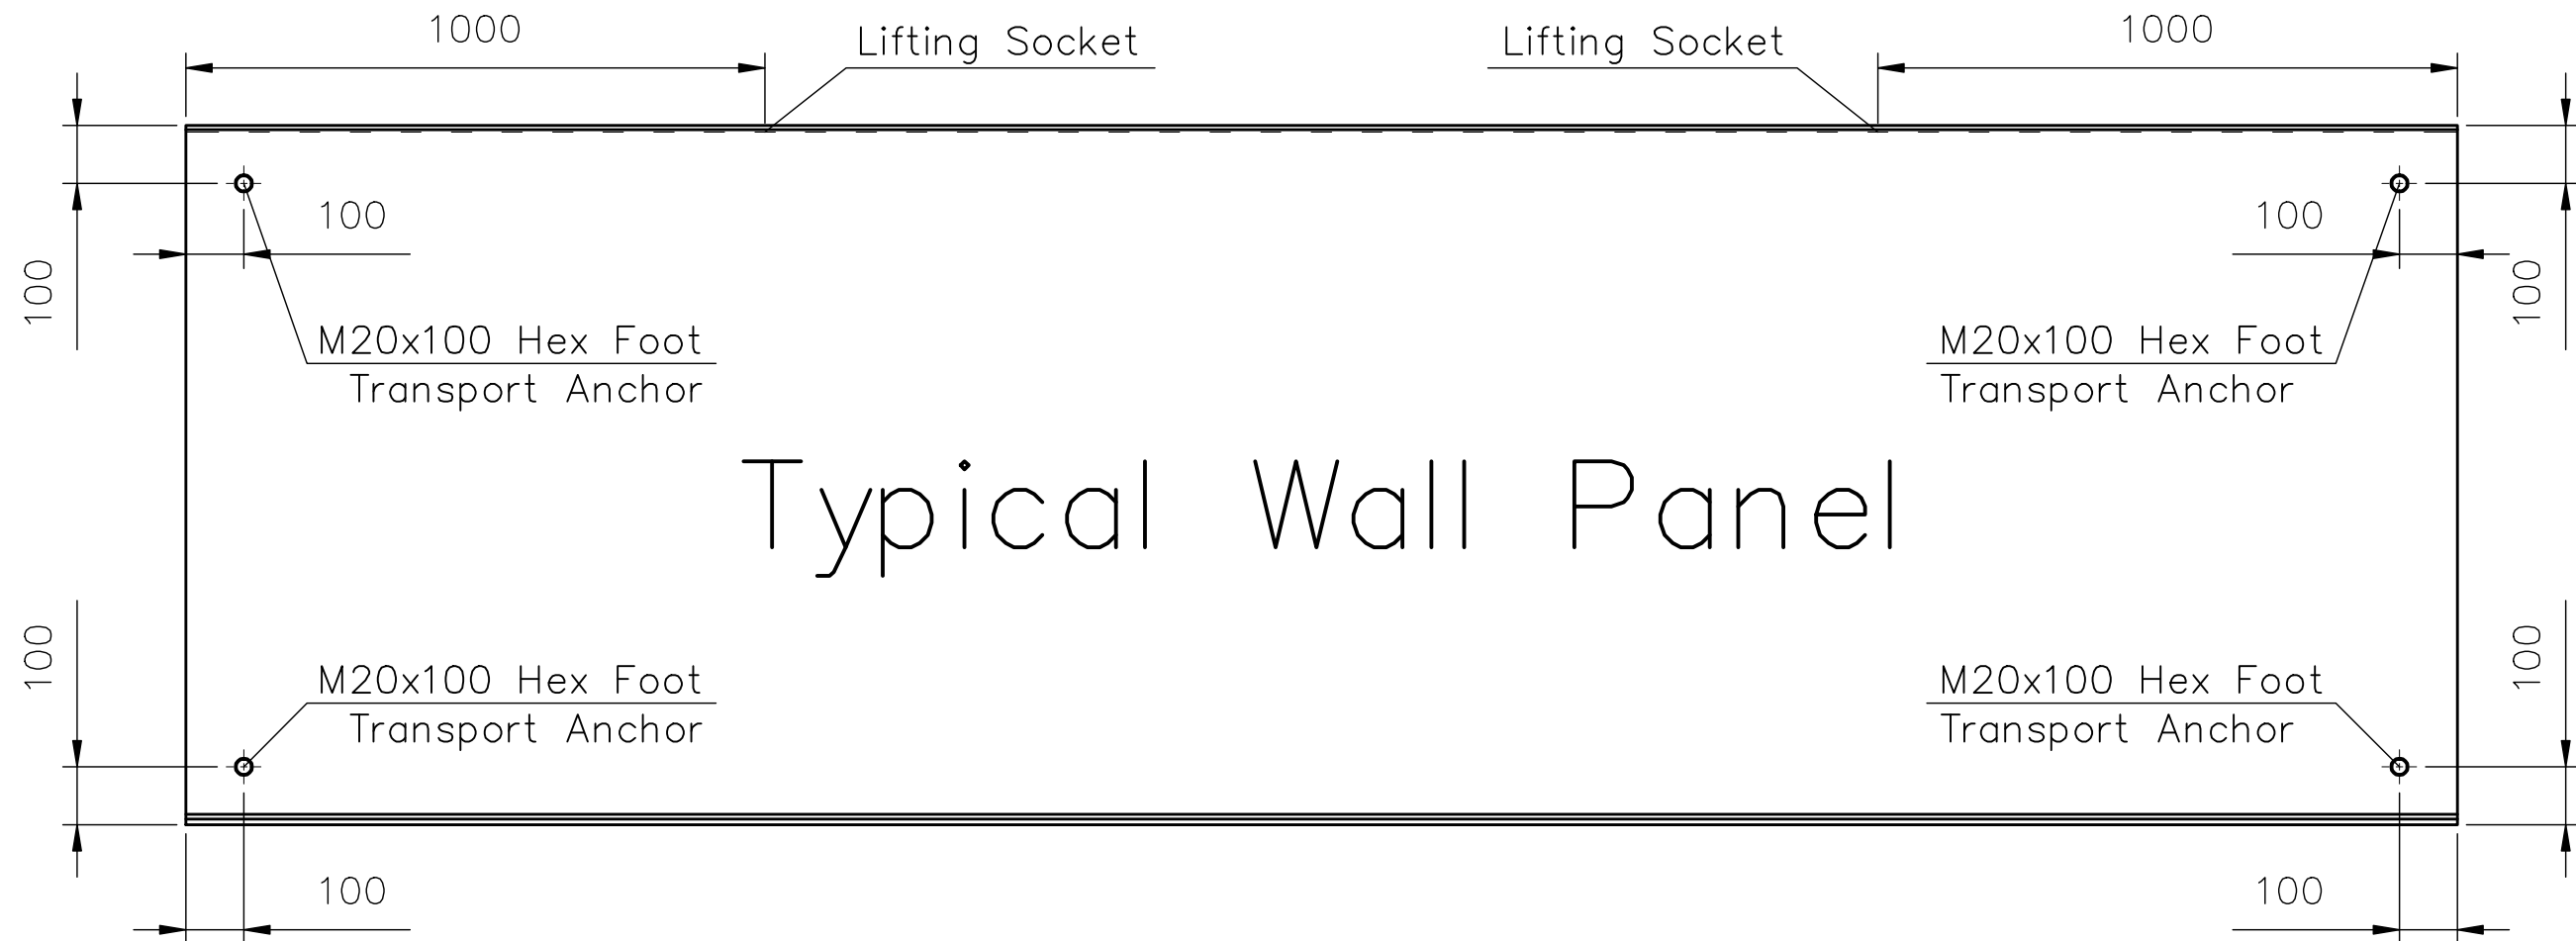 1000
1000
Lifting Socket
Lifting Socket
100
100
100
100
M20x100 Hex Foot
Transport Anchor
M20x100 Hex Foot
Transport Anchor
Typical Wall Panel
100
100
M20x100 Hex Foot
Transport Anchor
M20x100 Hex Foot
Transport Anchor
100
100